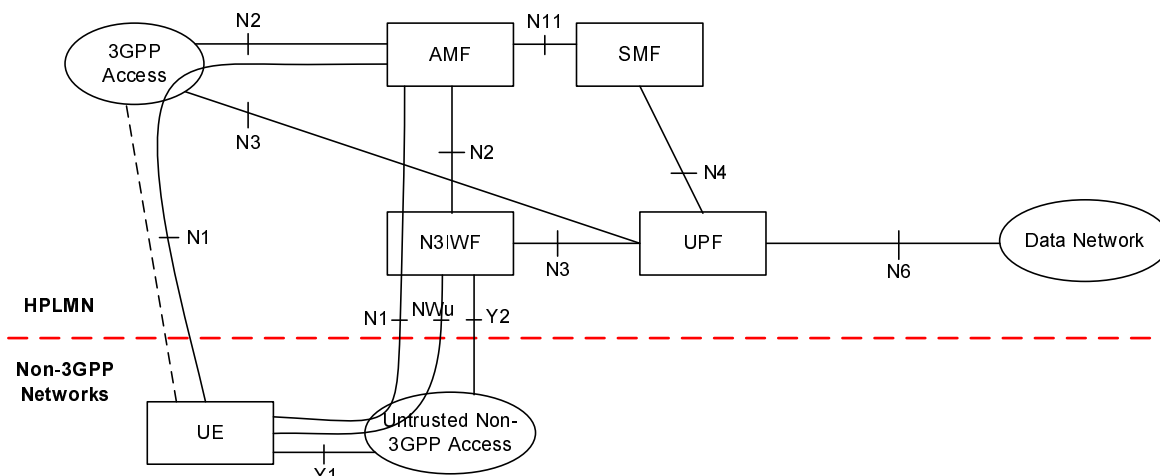 N2
N11
3GPP
Access
AMF
SMF
N3
N2
N4
N1
N3IWF
UPF
Data Network
N3
N6
HPLMN
N1
NWu
Y2
Non-3GPP
Networks
UE
Untrusted Non-
3GPP Access
Y1